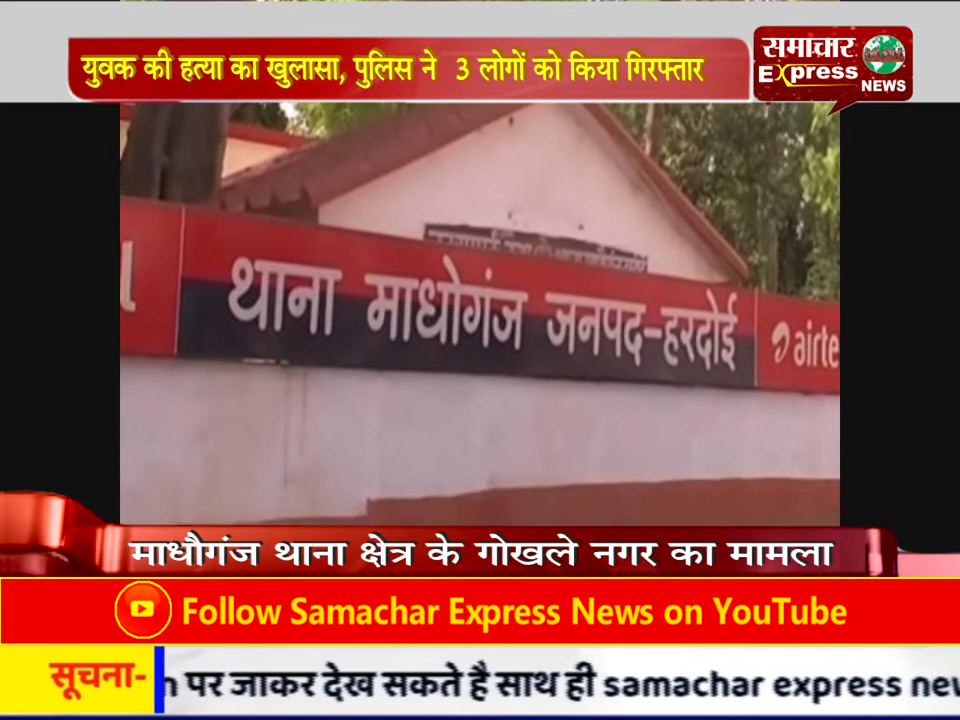 युवक की हत्या का खुलासा, पुलिस ने 3 लोगों को किया गिरफ्तार
समाचार
Express
NEWS
थाना माधोगंज जनपद-हरदोई
airte
माधौगंज थाना क्षेत्र के गोखले नगर का मामला
Follow Samachar Express News on YouTube
सूचना- पर जाकर देख सकते है साथ ही samachar express new